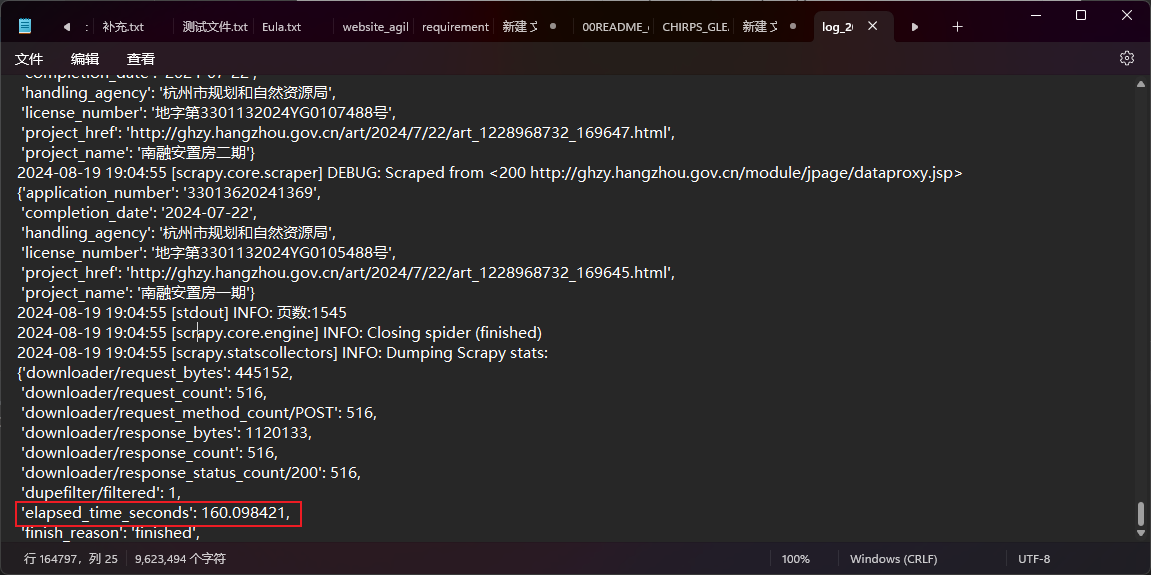 补充.txt 测试文件.txt Eula.txt website_agil requirement 新建 文 00README_ CHIRPS_GLE. 新建 文 log_20
文件 编辑 查看
'completion_date': '2024-07-22',
'handling_agency': '杭州市规划和自然资源局',
'license_number': '地字第3301132024YG0107488号',
'project_href': 'http://ghzy.hangzhou.gov.cn/art/2024/7/22/art_1228968732_169647.html',
'project_name': '南融安置房二期'}
2024-08-19 19:04:55 [scrapy.core.scraper] DEBUG: Scraped from <200 http://ghzy.hangzhou.gov.cn/module/jpage/dataproxy.jsp>
{'application_number': '33013620241369',
'completion_date': '2024-07-22',
'handling_agency': '杭州市规划和自然资源局',
'license_number': '地字第3301132024YG0105488号',
'project_href': 'http://ghzy.hangzhou.gov.cn/art/2024/7/22/art_1228968732_169645.html',
'project_name': '南融安置房一期'}
2024-08-19 19:04:55 [stdout] INFO: 页数:1545
2024-08-19 19:04:55 [scrapy.core.engine] INFO: Closing spider (finished)
2024-08-19 19:04:55 [scrapy.statscollectors] INFO: Dumping Scrapy stats:
{'downloader/request_bytes': 445152,
'downloader/request_count': 516,
'downloader/request_method_count/POST': 516,
'downloader/response_bytes': 1120133,
'downloader/response_count': 516,
'downloader/response_status_count/200': 516,
'dupefilter/filtered': 1,
'elapsed_time_seconds': 160.098421,
'finish_reason': 'finished',
行 164797，列 25 9,623,494 个字符 100% Windows (CRLF) UTF-8